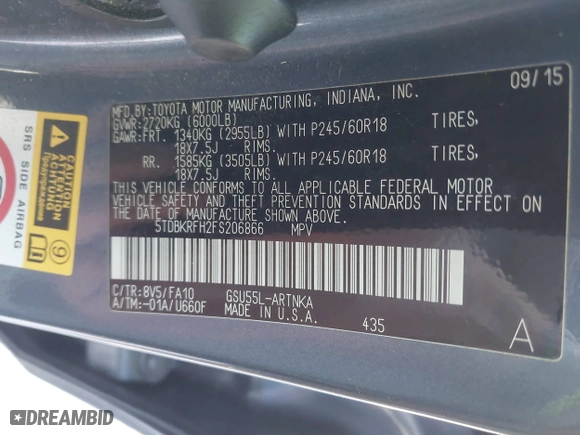 09/15
MFD.BY:TOYOTA MOTOR MANUFACTURING, INDIANA, INC.
GVWR:2720KG (6000LB)
GAWR:FRT. 1340KG (2955LB) WITH P245/60R18 TIRES,
18X7.5J RIMS.
RR. 1585KG (3505LB) WITH P245/60R18 TIRES,
18X7.5J RIMS.
THIS VEHICLE CONFORMS TO ALL APPLICABLE FEDERAL MOTOR
VEHICLE SAFETY AND THEFT PREVENTION STANDARDS IN EFFECT ON
THE DATE OF MANUFACTURE SHOWN ABOVE.
5TDBKRFH2FS206866 MPV
C/TR:8V5/FA10 GSU55L-ARTNKA
A/TM:-01A/U660F MADE IN U.S.A.
435
A
SRS SIDE AIRBAG
CAUTION
ATTENTION
ACHTUNG
9
DREAMBID